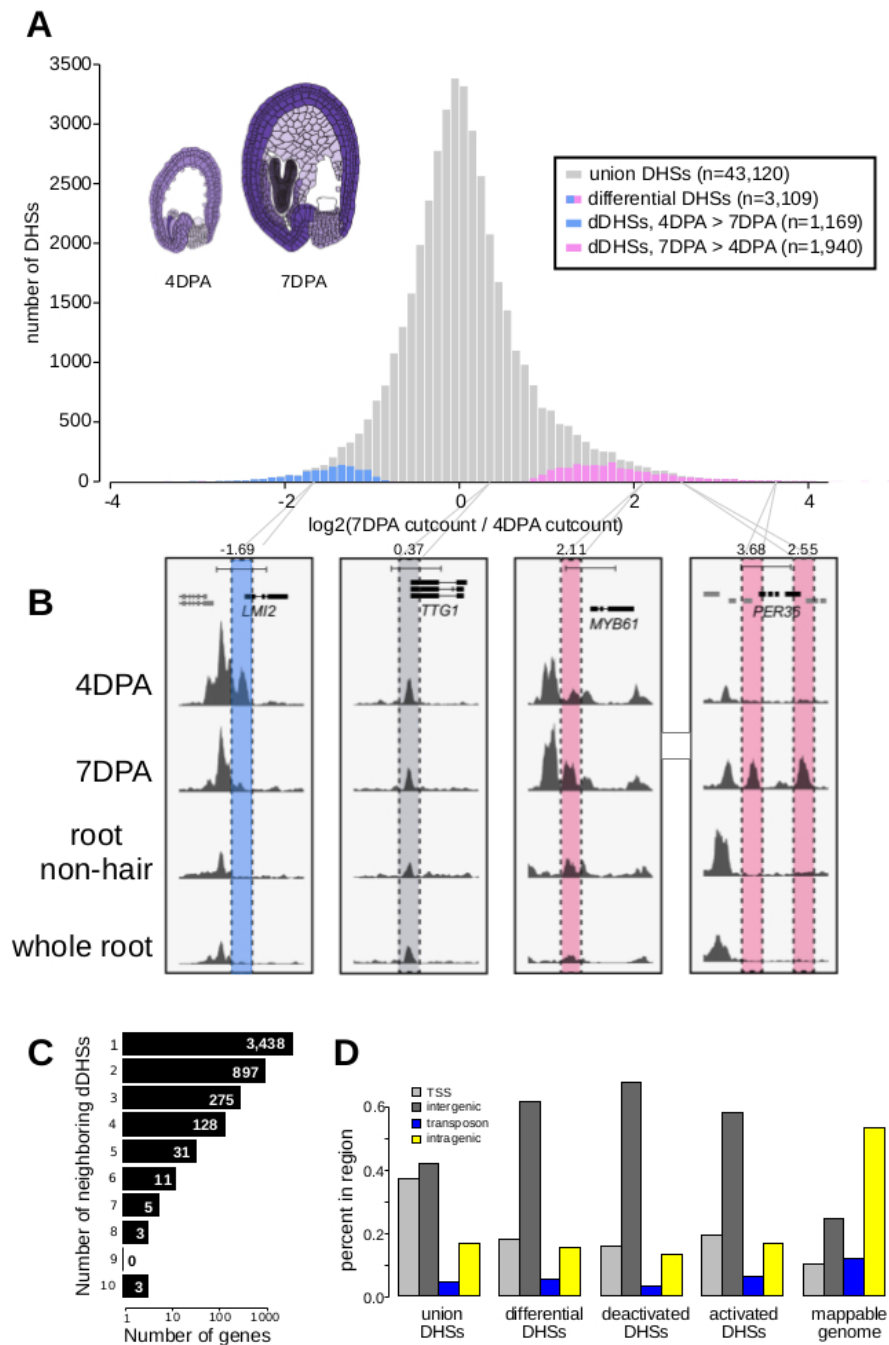 A
3500
3000
2500
2000
1500
1000
500
0
number of DHSs
4DPA
7DPA
union DHSs (n=43,120)
differential DHSs (n=3,109)
dDHSs, 4DPA > 7DPA (n=1,169)
dDHSs, 7DPA > 4DPA (n=1,940)
-4
-2
0
2
4
log2(7DPA cutcount / 4DPA cutcount)
B
-1.69
0.37
2.11
3.68
2.55
LMI2
TTG1
MYB61
PER36
4DPA
7DPA
root
non-hair
whole root
C
Number of neighboring dDHSs
1
3,438
2
897
3
275
4
128
5
31
6
11
7
5
8
3
9
0
10
3
1
10
100
1000
Number of genes
D
percent in region
0.6
0.4
0.2
0.0
TSS
intergenic
transposon
intragenic
union
DHSs
differential
DHSs
deactivated
DHSs
activated
DHSs
mappable
genome